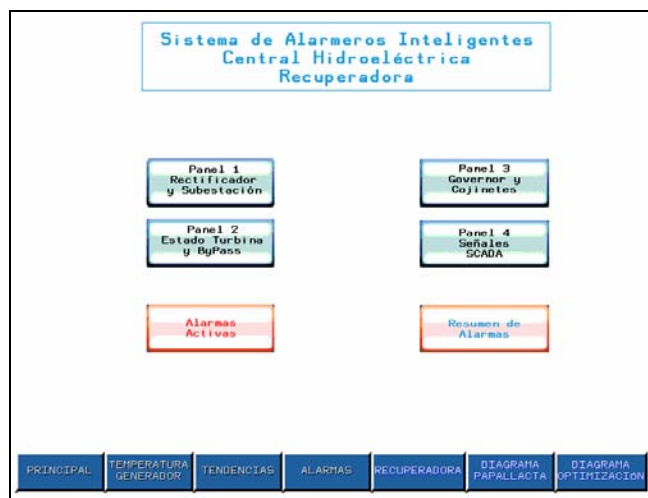 Sistema de Alarmeros Inteligentes
Central Hidroeléctrica
Recuperadora
Panel 1
Rectificador
y Subestación
Panel 3
Governor y
Cojinetes
Panel 2
Estado Turbina
y ByPass
Panel 4
Señales
SCADA
Alarmas
Activas
Resumen de
Alarmas
PRINCIPAL
TEMPERATURA
GENERADOR
TENDENCIAS
ALARMAS
RECUPERADORA
DIAGRAMA
PAPALLACTA
DIAGRAMA
OPTIMIZACIÓN